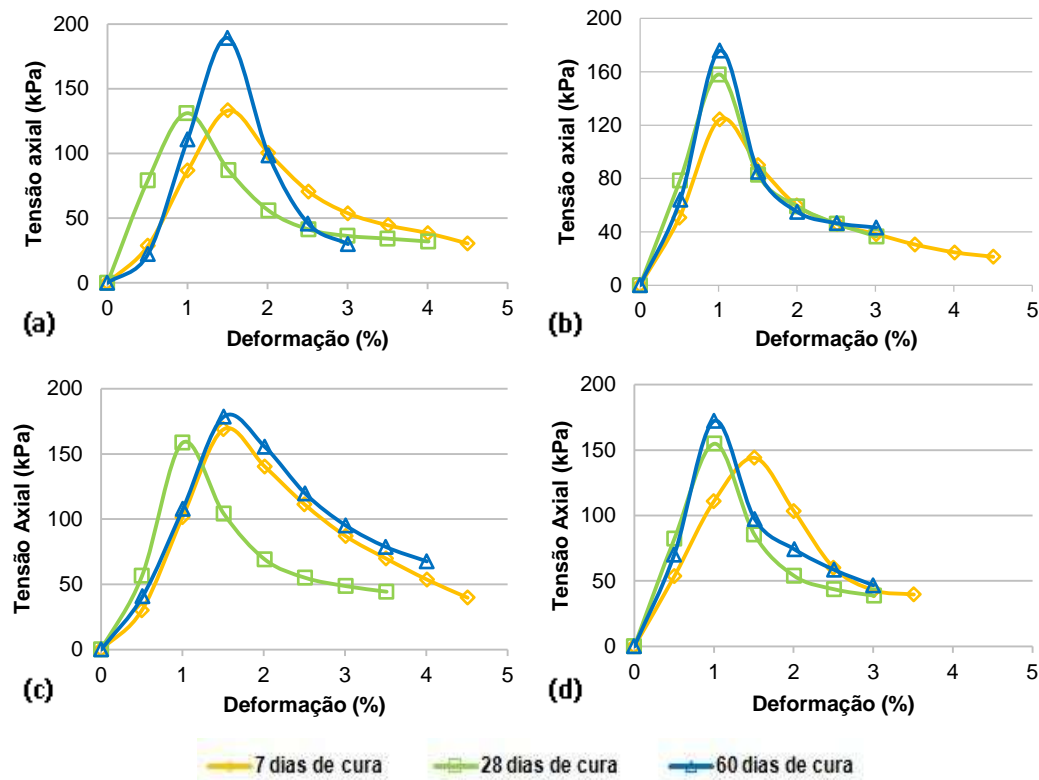 200
150
100
50
0
Tensão axial (kPa)
0 1 2 3 4 5
Deformação (%)
(a)
200
160
120
80
40
0
Tensão axial (kPa)
0 1 2 3 4 5
Deformação (%)
(b)
200
150
100
50
0
Tensão Axial (kPa)
0 1 2 3 4 5
Deformação (%)
(c)
200
150
100
50
0
Tensão Axial (kPa)
0 1 2 3 4 5
Deformação (%)
(d)
7 dias de cura 28 dias de cura 60 dias de cura